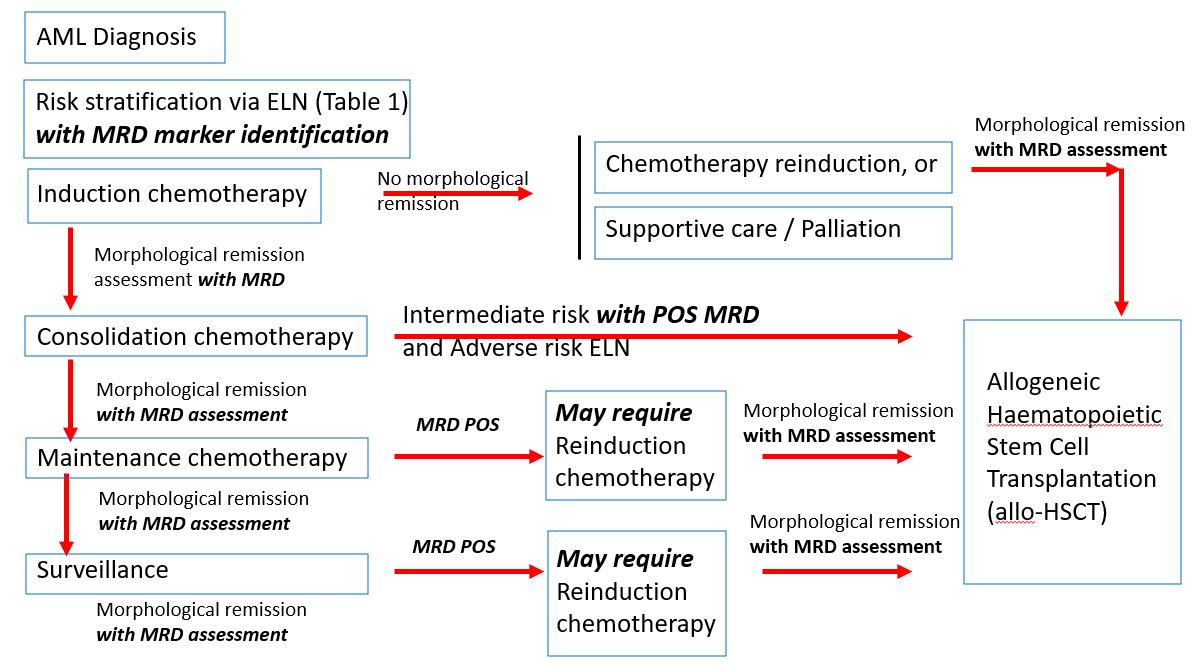 AML Diagnosis
Risk stratification via ELN (Table 1)
with MRD marker identification
Induction chemotherapy
No morphological
remission
Chemotherapy reinduction, or
Supportive care / Palliation
Morphological remission
with MRD assessment
Morphological remission
assessment with MRD
Consolidation chemotherapy
Intermediate risk with POS MRD
and Adverse risk ELN
Allogeneic
Haematopoietic
Stem Cell
Transplantation
(allo-HSCT)
Morphological remission
with MRD assessment
Maintenance chemotherapy
MRD POS
May require
Reinduction
chemotherapy
Morphological remission
with MRD assessment
Morphological remission
with MRD assessment
Surveillance
MRD POS
May require
Reinduction
chemotherapy
Morphological remission
with MRD assessment
Morphological remission
with MRD assessment